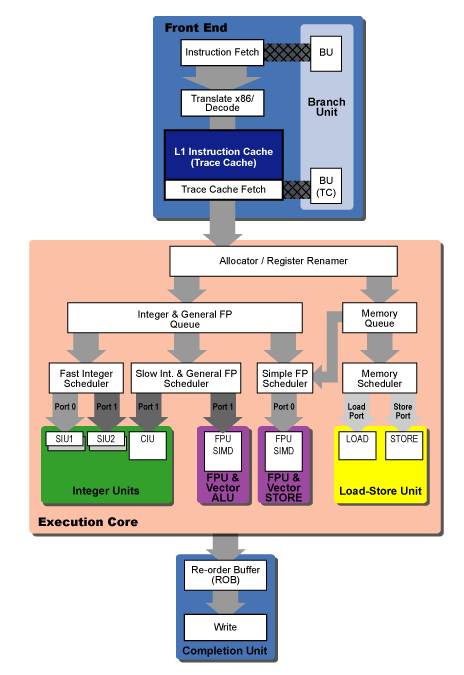 Front End
Instruction Fetch
BU
Translate x86/
Decode
Branch
Unit
L1 Instruction Cache
(Trace Cache)
Trace Cache Fetch
BU
(TC)
Allocator / Register Renamer
Integer & General FP
Queue
Memory
Queue
Fast Integer
Scheduler
Slow Int. & General FP
Scheduler
Simple FP
Scheduler
Memory
Scheduler
Port 0
Port 1
Port 1
Port 1
Port 0
Load
Port
Store
Port
SIU1
SIU2
CIU
FPU
SIMD
FPU
SIMD
LOAD
STORE
Integer Units
FPU &
Vector
ALU
FPU &
Vector
STORE
Load-Store Unit
Execution Core
Re-order Buffer
(ROB)
Write
Completion Unit